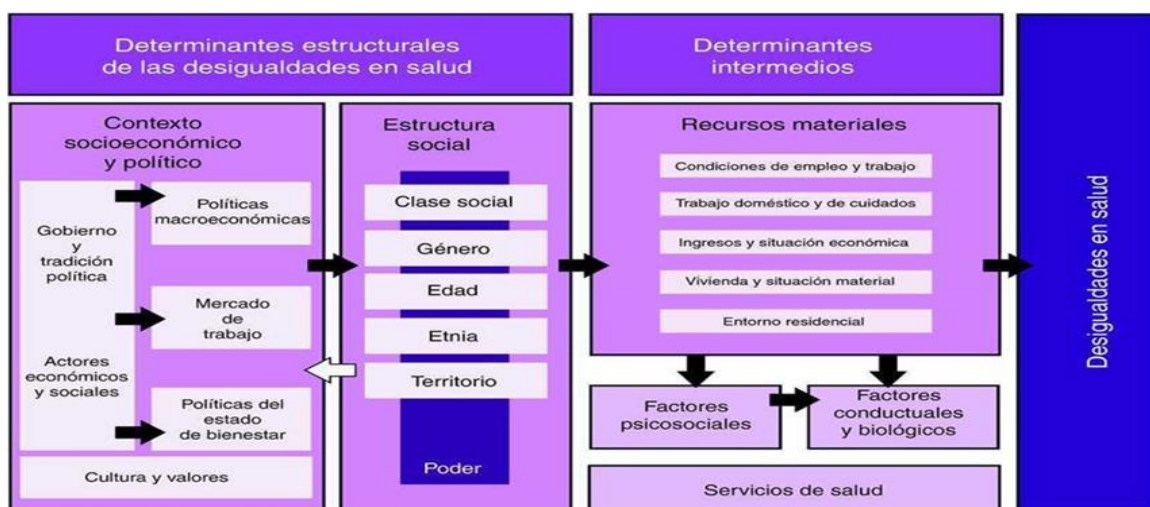 Determinantes estructurales
de las desigualdades en salud
Determinantes
intermedios
Contexto
socioeconómico
y político
Gobierno
y
tradición
política
Actores
económicos
y sociales
Políticas
macroeconómicas
Mercado
de
trabajo
Políticas del
estado
de bienestar
Cultura y valores
Estructura
social
Clase social
Género
Edad
Etnia
Territorio
Poder
Recursos materiales
Condiciones de empleo y trabajo
Trabajo doméstico y de cuidados
Ingresos y situación económica
Vivienda y situación material
Entorno residencial
Factores
psicosociales
Factores
conductuales
y biológicos
Servicios de salud
Desigualdades en salud